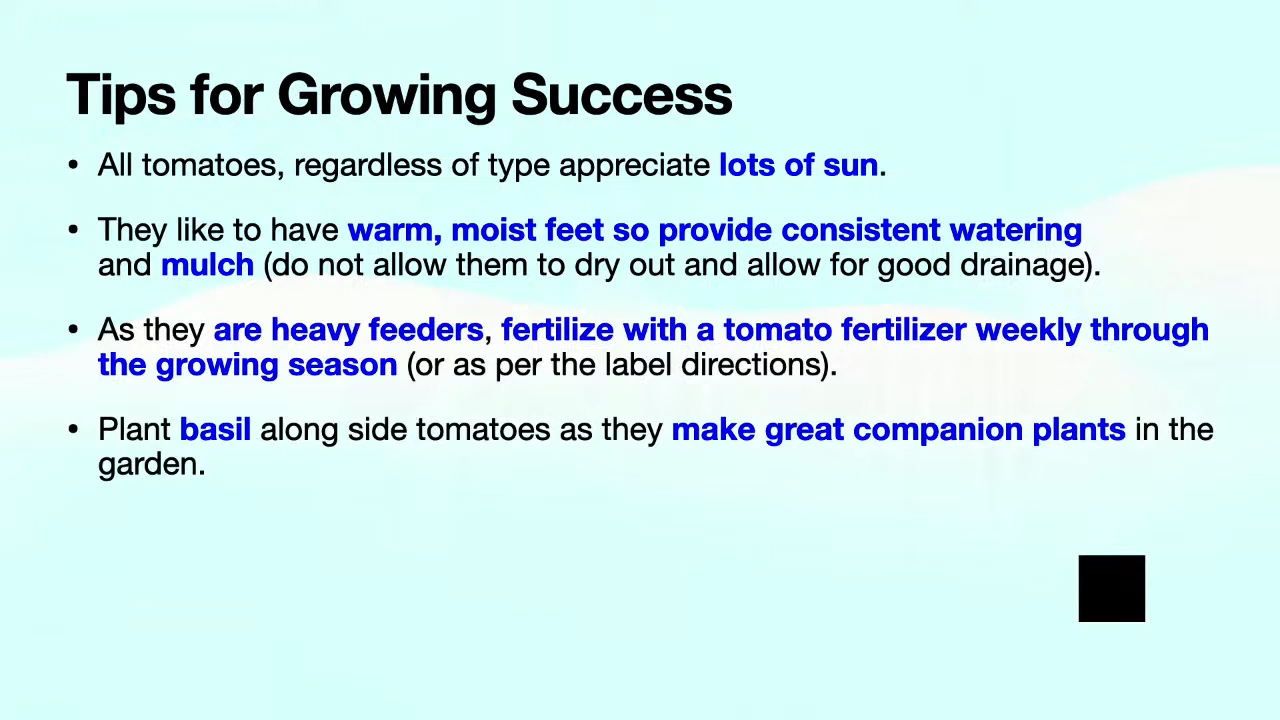 Tips for Growing Success
• All tomatoes, regardless of type appreciate lots of sun.
• They like to have warm, moist feet so provide consistent watering
and mulch (do not allow them to dry out and allow for good drainage).
• As they are heavy feeders, fertilize with a tomato fertilizer weekly through
the growing season (or as per the label directions).
• Plant basil along side tomatoes as they make great companion plants in the
garden.